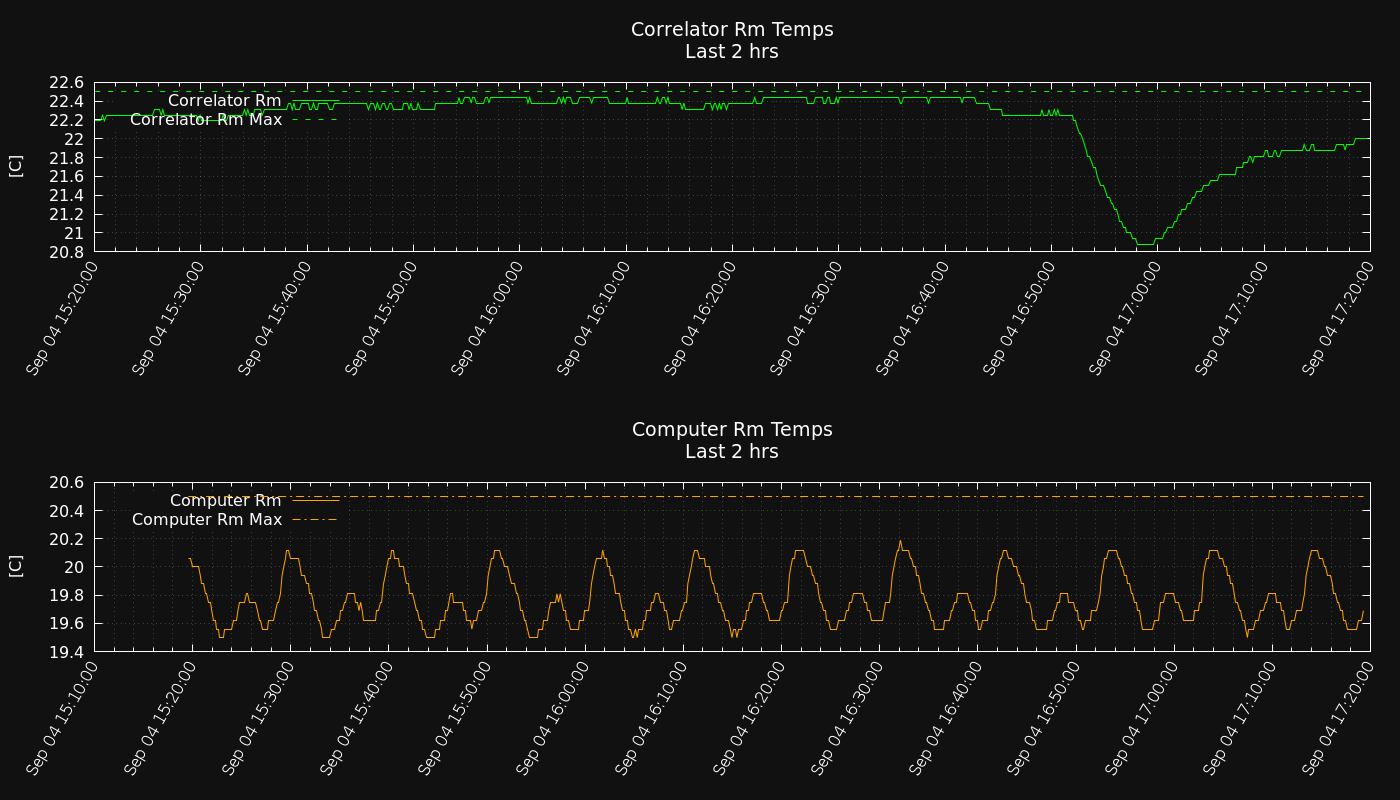 Correlator Rm Temps
Last 2 hrs
22.6
22.4
22.2
22
21.8
21.6
21.4
21.2
21
20.8
[C]
Correlator Rm
Correlator Rm Max
Sep 04 15:20:00
Sep 04 15:30:00
Sep 04 15:40:00
Sep 04 15:50:00
Sep 04 16:00:00
Sep 04 16:10:00
Sep 04 16:20:00
Sep 04 16:30:00
Sep 04 16:40:00
Sep 04 16:50:00
Sep 04 17:00:00
Sep 04 17:10:00
Sep 04 17:20:00
Computer Rm Temps
Last 2 hrs
20.6
20.4
20.2
20
19.8
19.6
19.4
[C]
Computer Rm
Computer Rm Max
Sep 04 15:10:00
Sep 04 15:20:00
Sep 04 15:30:00
Sep 04 15:40:00
Sep 04 15:50:00
Sep 04 16:00:00
Sep 04 16:10:00
Sep 04 16:20:00
Sep 04 16:30:00
Sep 04 16:40:00
Sep 04 16:50:00
Sep 04 17:00:00
Sep 04 17:10:00
Sep 04 17:20:00